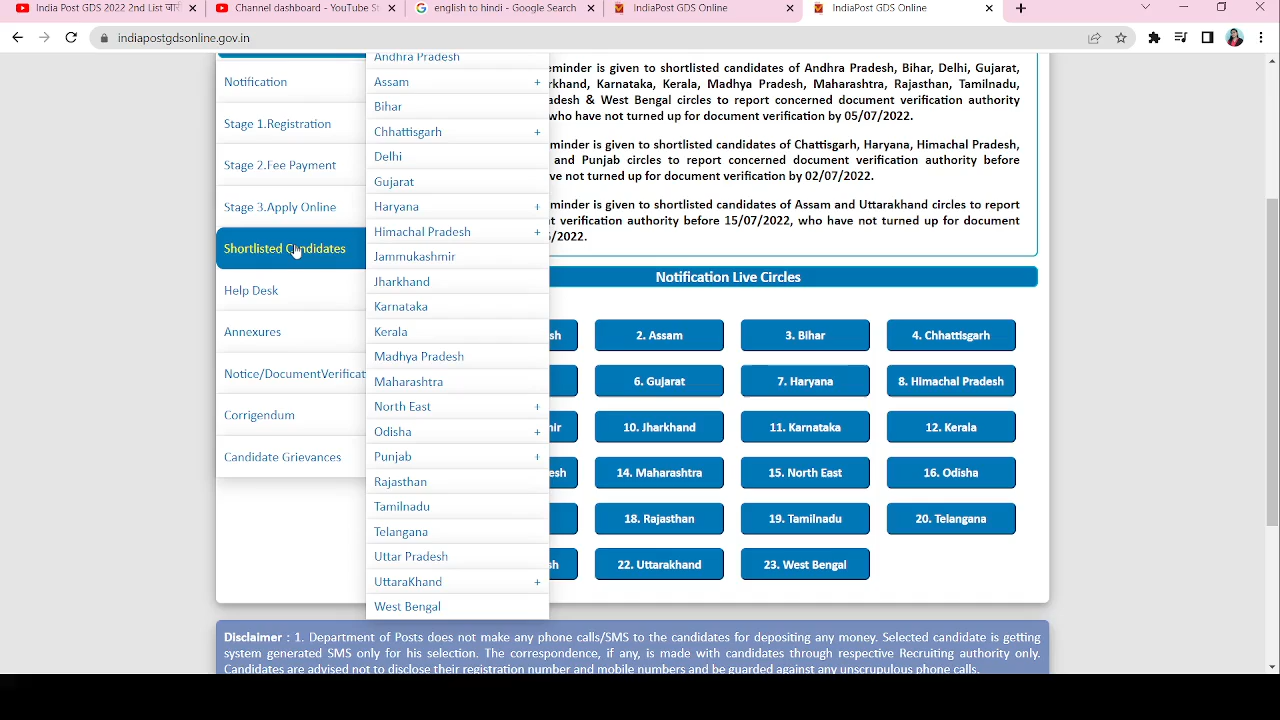 India Post GDS 2022 2nd List जा
Channel dashboard - YouTube St
english to hindi - Google Search
IndiaPost GDS Online
IndiaPost GDS Online
indiapostgdsonline.gov.in
Notification
Stage 1.Registration
Stage 2.Fee Payment
Stage 3.Apply Online
Shortlisted Candidates
Help Desk
Annexures
Notice/DocumentVerificat
Corrigendum
Candidate Grievances
Andhra Pradesh
Assam +
Bihar
Chhattisgarh +
Delhi
Gujarat
Haryana +
Himachal Pradesh +
Jammukashmir
Jharkhand
Karnataka
Kerala
Madhya Pradesh
Maharashtra
North East +
Odisha +
Punjab +
Rajasthan
Tamilnadu
Telangana
Uttar Pradesh
UttaraKhand +
West Bengal
eminder is given to shortlisted candidates of Andhra Pradesh, Bihar, Delhi, Gujarat,
rkhand, Karnataka, Kerala, Madhya Pradesh, Maharashtra, Rajasthan, Tamilnadu,
adesh & West Bengal circles to report concerned document verification authority
who have not turned up for document verification by 05/07/2022.
minder is given to shortlisted candidates of Chattisgarh, Haryana, Himachal Pradesh,
and Punjab circles to report concerned document verification authority before
ve not turned up for document verification by 02/07/2022.
minder is given to shortlisted candidates of Assam and Uttarakhand circles to report
t verification authority before 15/07/2022, who have not turned up for document
/2022.
Notification Live Circles
sh 2. Assam 3. Bihar 4. Chhattisgarh
6. Gujarat 7. Haryana 8. Himachal Pradesh
ir 10. Jharkhand 11. Karnataka 12. Kerala
esh 14. Maharashtra 15. North East 16. Odisha
18. Rajasthan 19. Tamilnadu 20. Telangana
sh 22. Uttarakhand 23. West Bengal
Disclaimer : 1. Department of Posts does not make any phone calls/SMS to the candidates for depositing any money. Selected candidate is getting
system generated SMS only for his selection. The correspondence, if any, is made with candidates through respective Recruiting authority only.
Candidates are advised not to disclose their registration number and mobile numbers and be guarded against any unscrupulous phone calls.